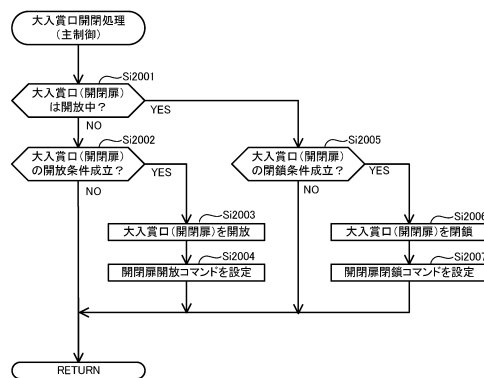 大入賞口開閉処理
(主制御)
Si2001
大入賞口(開閉扉)
は開放中?
YES
NO
Si2002
大入賞口(開閉扉)
の開放条件成立?
YES
NO
Si2005
大入賞口(開閉扉)
の閉鎖条件成立?
YES
NO
Si2003
大入賞口(開閉扉)を開放
Si2004
開閉扉開放コマンドを設定
Si2006
大入賞口(開閉扉)を閉鎖
Si2007
開閉扉閉鎖コマンドを設定
RETURN